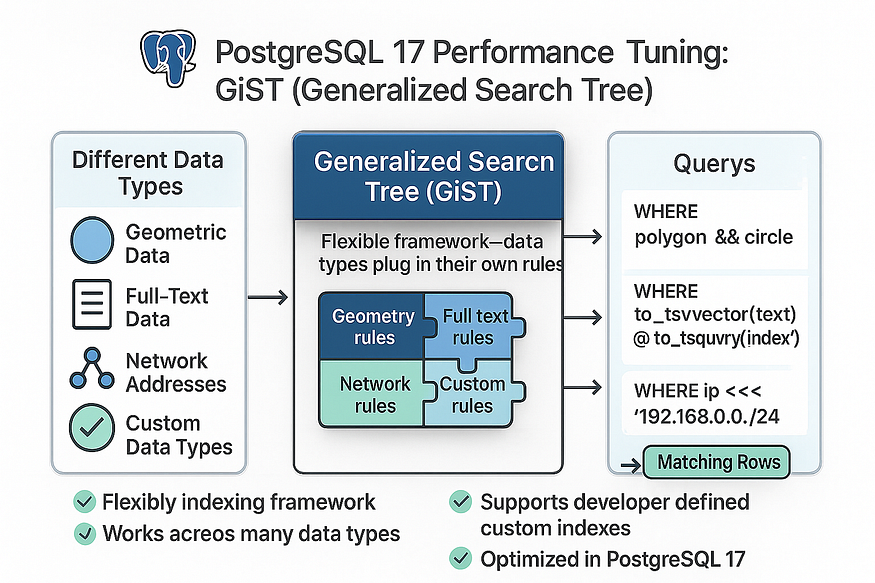 PostgreSQL 17 Performance Tuning:
GiST (Generalized Search Tree)
Different Data
Types
Geometric
Data
Full-Text
Data
Network
Addresses
Custom
Data Types
Generalized Search
Tree (GiST)
Flexible framework—data
types plug in their own rules
Geometry
rules
Full text
rules
Network
rules
Custom
rules
Querys
WHERE
polygon && circle
WHERE
to_tsvvector(text)
@ to_tsquvry(index')
WHERE ip <<<
'192.168.0.0./24
Matching Rows
Flexibly indexing framework
Works acreos many data types
Supports developer defined
custom indexes
Optimized in PostgreSQL 17